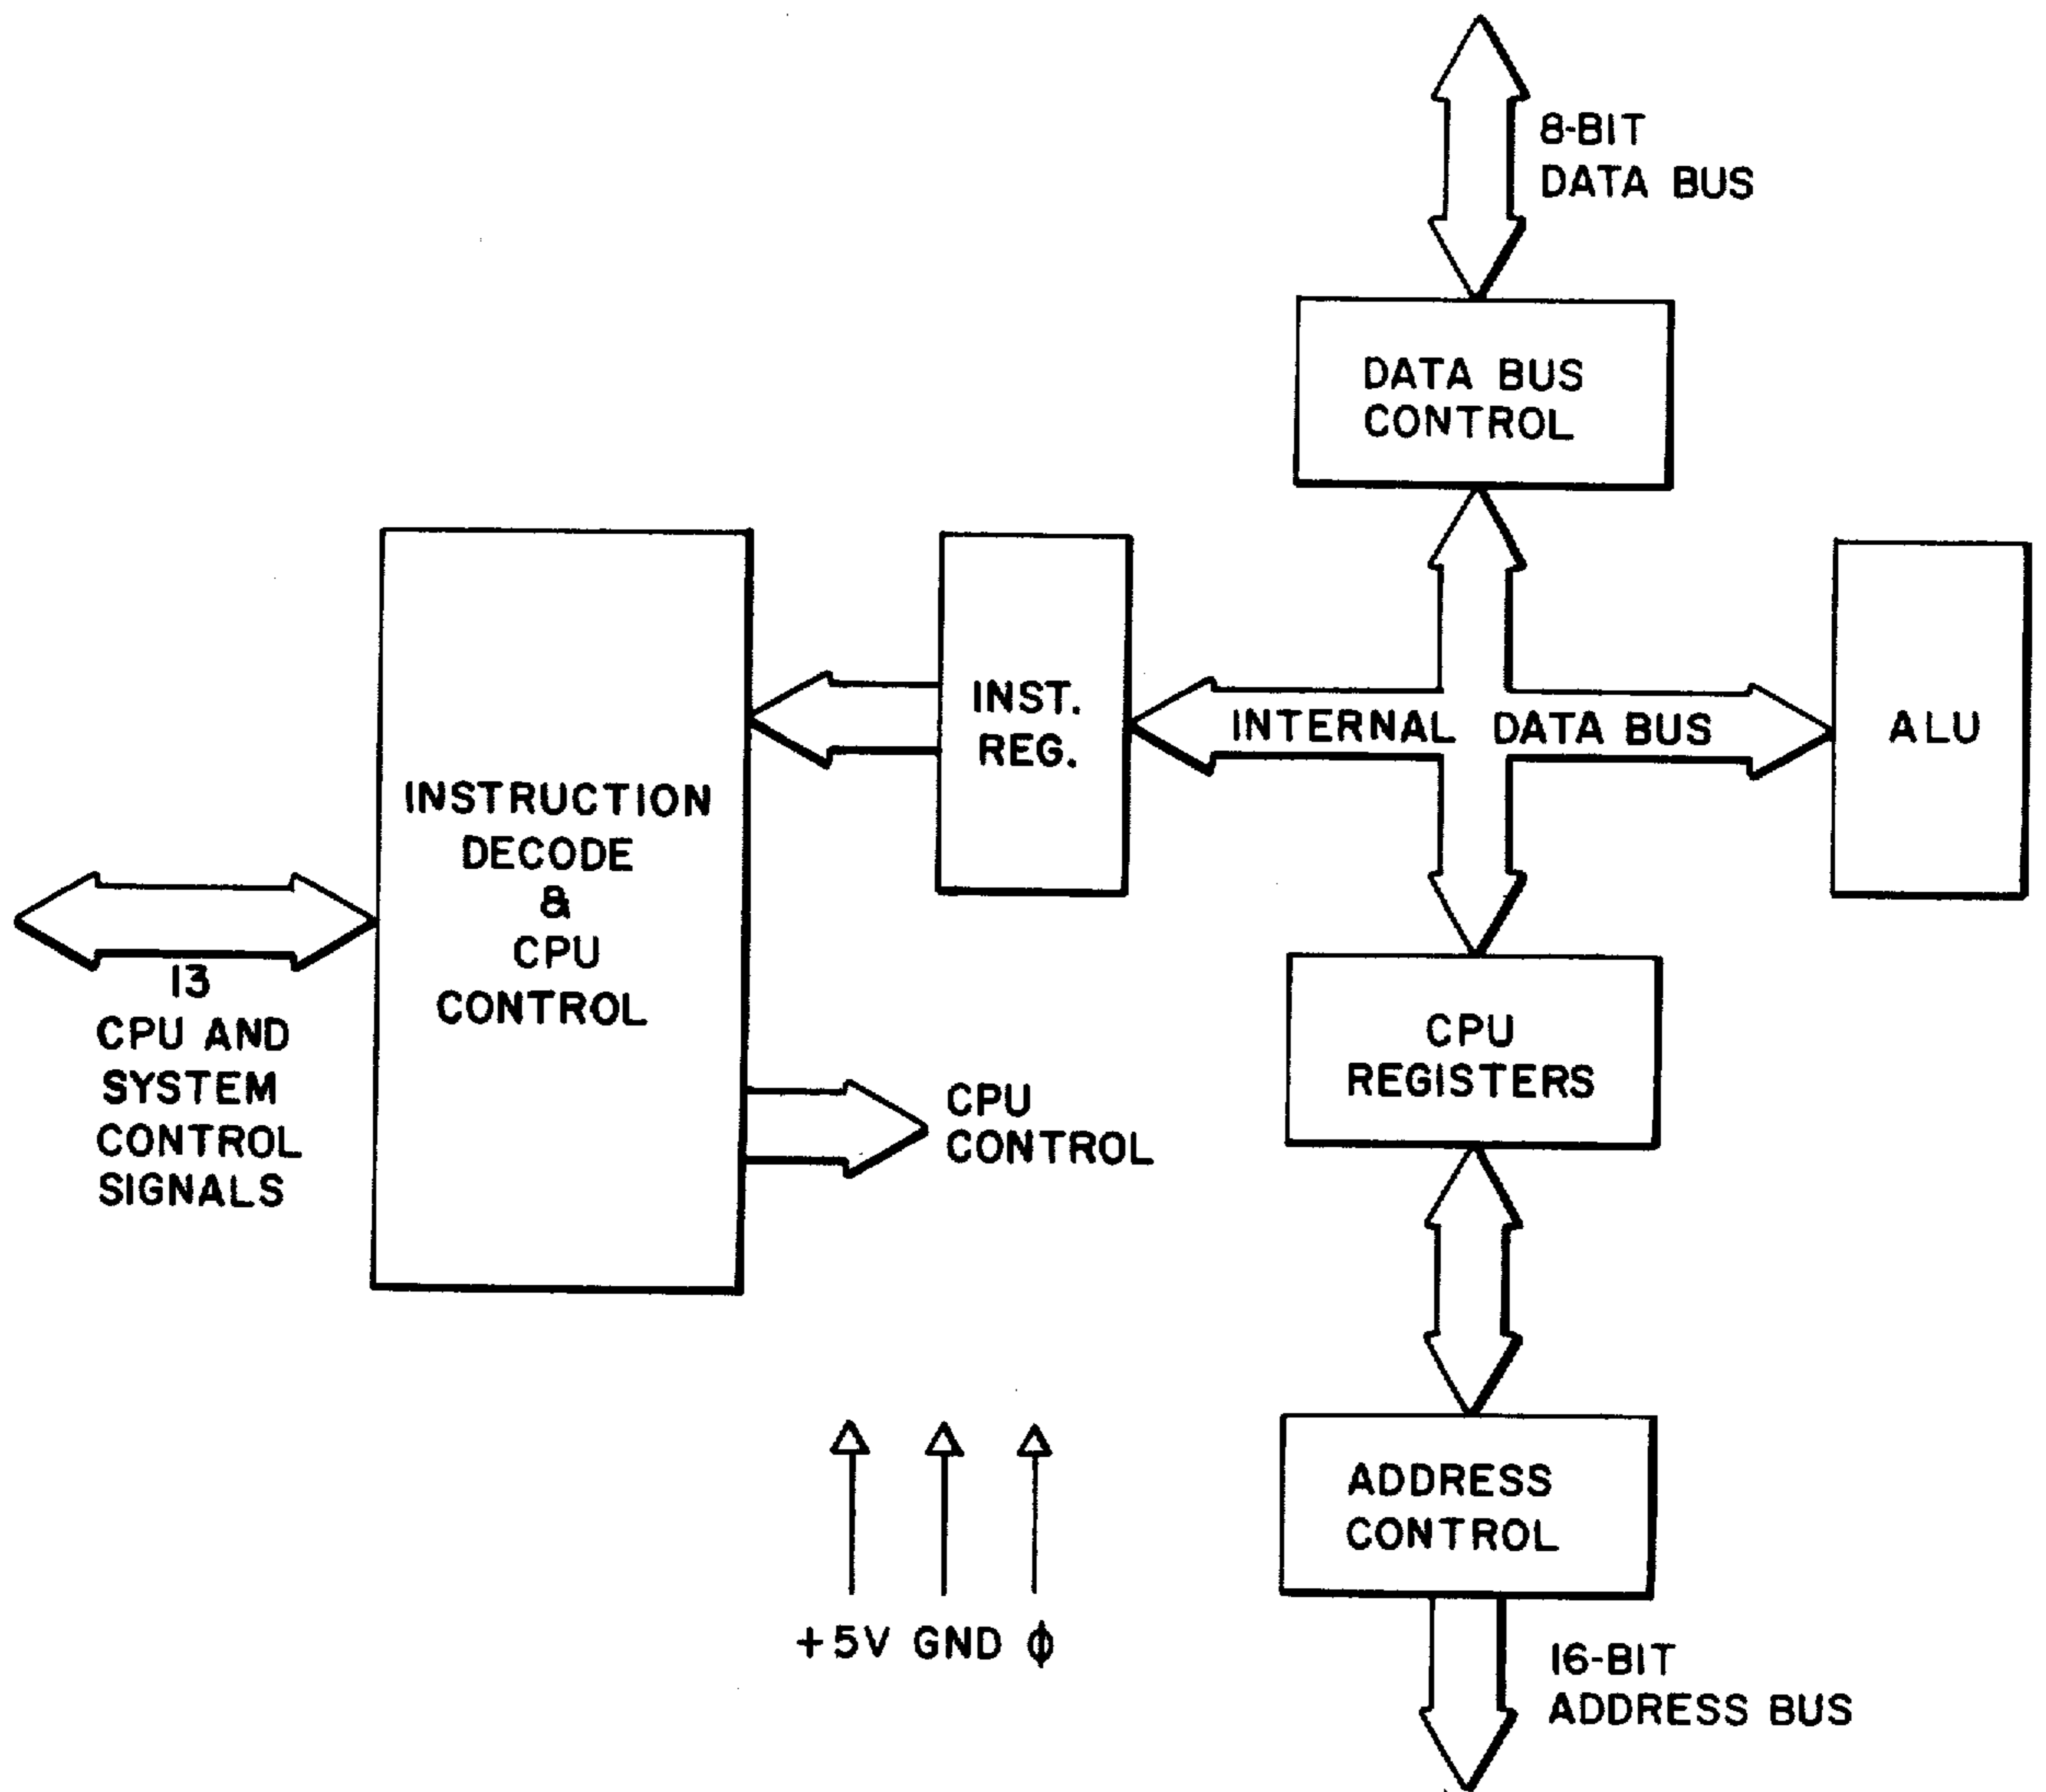 8-BIT
DATA BUS
DATA BUS
CONTROL
INST.
REG.
INTERNAL DATA BUS
ALU
INSTRUCTION
DECODE
&
CPU
CONTROL
13
CPU AND
SYSTEM
CONTROL
SIGNALS
CPU
CONTROL
CPU
REGISTERS
ADDRESS
CONTROL
+5V GND ϕ
16-BIT
ADDRESS BUS